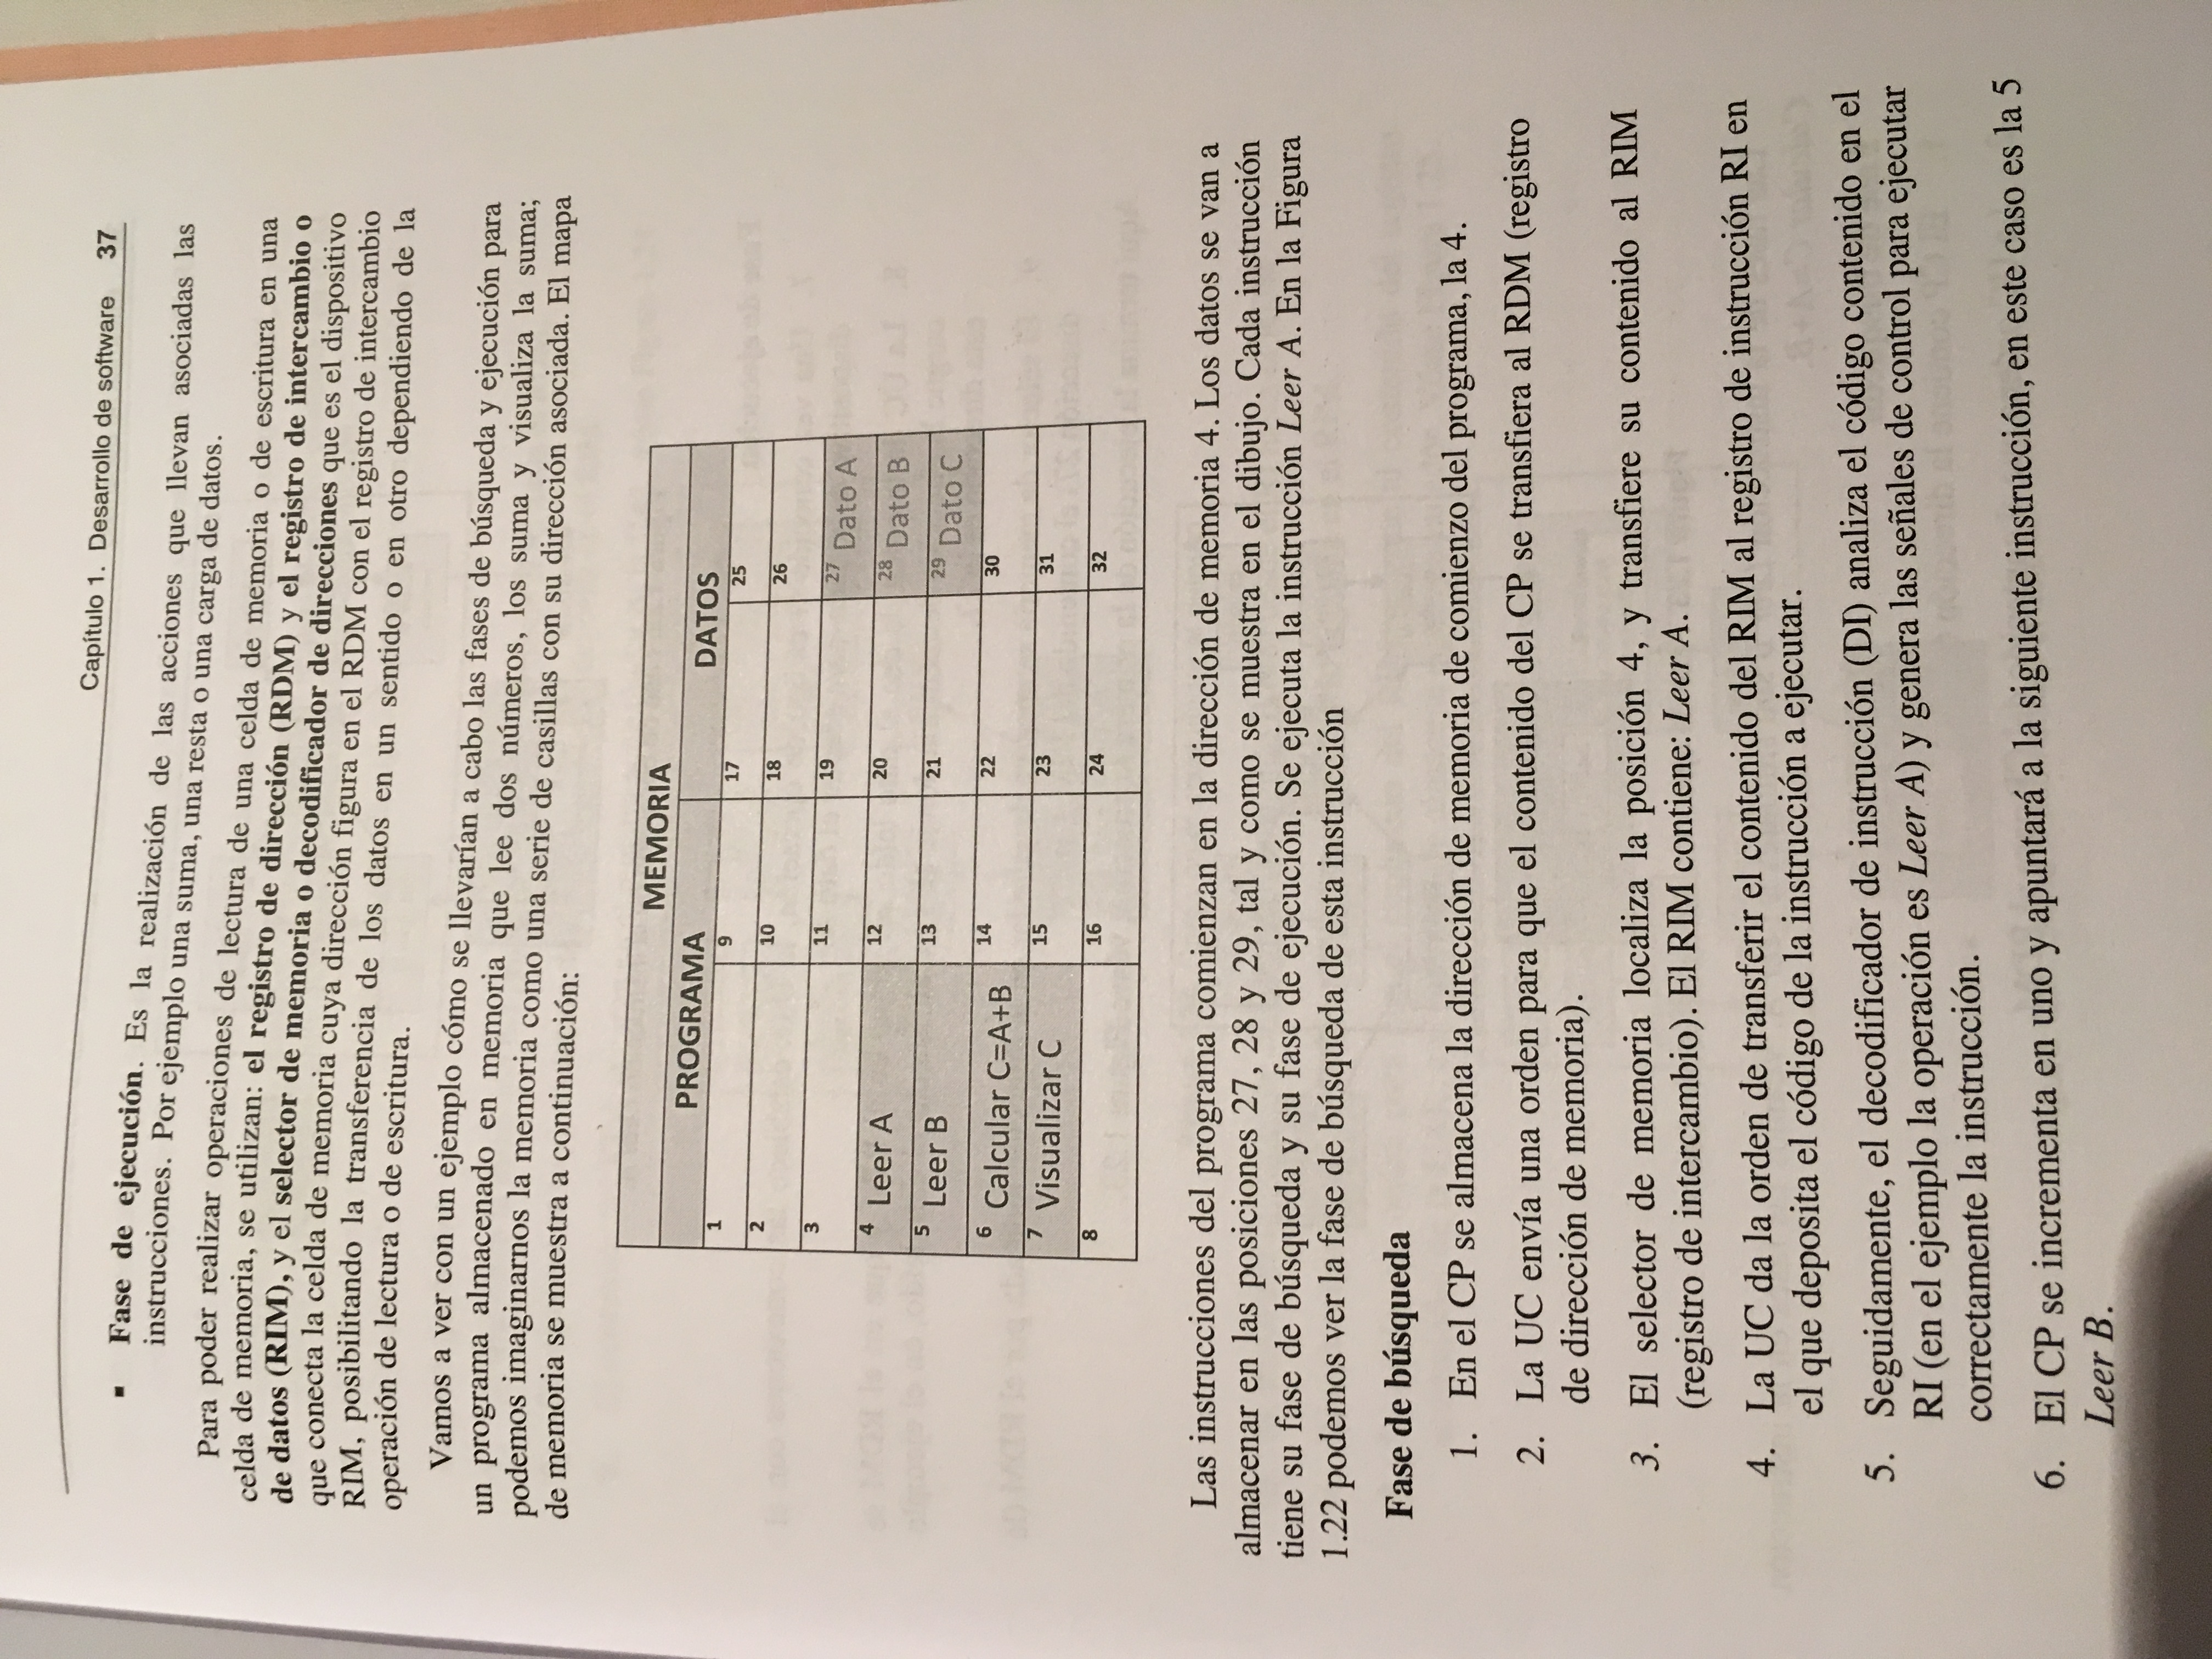 Capítulo 1. Desarrollo de software 37
▪ Fase de ejecución. Es la realización de las acciones que llevan asociadas las
instrucciones. Por ejemplo una suma, una resta o una carga de datos.
Para poder realizar operaciones de lectura de una celda de memoria o de escritura en una
celda de memoria, se utilizan: el registro de dirección (RDM) y el registro de intercambio o
de datos (RIM), y el selector de memoria o decodificador de direcciones que es el dispositivo
que conecta la celda de memoria cuya dirección figura en el RDM con el registro de intercambio
RIM, posibilitando la transferencia de los datos en un sentido o en otro dependiendo de la
operación de lectura o de escritura.
Vamos a ver con un ejemplo cómo se llevarían a cabo las fases de búsqueda y ejecución para
un programa almacenado en memoria que lee dos números, los suma y visualiza la suma;
podemos imaginarnos la memoria como una serie de casillas con su dirección asociada. El mapa
de memoria se muestra a continuación:
MEMORIA
PROGRAMA DATOS
1 9 17 25
2 10 18 26
3 11 19 27 Dato A
4 Leer A 12 20 28 Dato B
5 Leer B 13 21 29 Dato C
6 Calcular C=A+B 14 22 30
7 Visualizar C 15 23 31
8 16 24 32
Las instrucciones del programa comienzan en la dirección de memoria 4. Los datos se van a
almacenar en las posiciones 27, 28 y 29, tal y como se muestra en el dibujo. Cada instrucción
tiene su fase de búsqueda y su fase de ejecución. Se ejecuta la instrucción Leer A. En la Figura
1.22 podemos ver la fase de búsqueda de esta instrucción
Fase de búsqueda
1. En el CP se almacena la dirección de memoria de comienzo del programa, la 4.
2. La UC envía una orden para que el contenido del CP se transfiera al RDM (registro
de dirección de memoria).
3. El selector de memoria localiza la posición 4, y transfiere su contenido al RIM
(registro de intercambio). El RIM contiene: Leer A.
4. La UC da la orden de transferir el contenido del RIM al registro de instrucción RI en
el que deposita el código de la instrucción a ejecutar.
5. Seguidamente, el decodificador de instrucción (DI) analiza el código contenido en el
RI (en el ejemplo la operación es Leer A) y genera las señales de control para ejecutar
correctamente la instrucción.
6. El CP se incrementa en uno y apuntará a la siguiente instrucción, en este caso es la 5
Leer B.